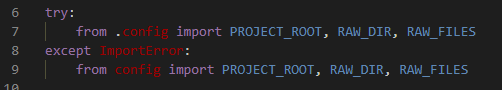 6 try:
7     from .config import PROJECT_ROOT, RAW_DIR, RAW_FILES
8 except ImportError:
9     from config import PROJECT_ROOT, RAW_DIR, RAW_FILES
10